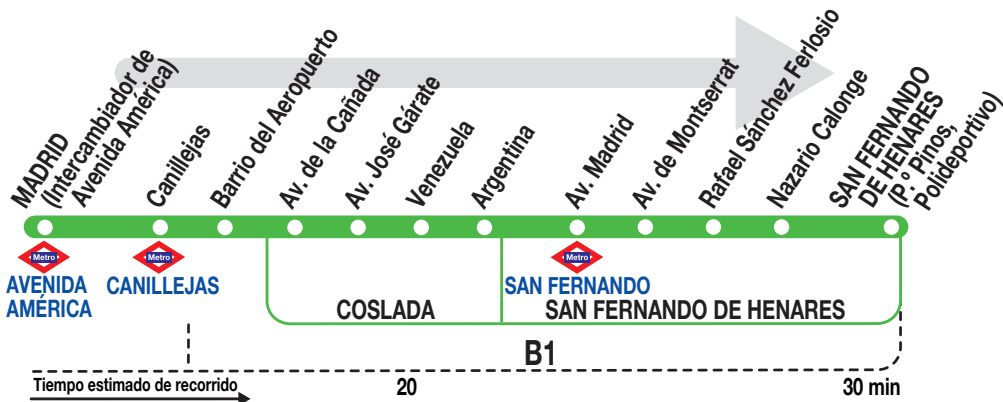 MADRID
(Intercambiador de
Avenida América)
Canillejas
Barrio del Aeropuerto
Av. de la Cañada
Av. José Gárate
Venezuela
Argentina
Av. Madrid
Av. de Montserrat
Rafael Sánchez Ferlosio
Nazario Calonge
SAN FERNANDO
DE HENARES
(P.º Pinos,
Polideportivo)
Metro
AVENIDA
AMÉRICA
Metro
CANILLEJAS
Metro
SAN FERNANDO
COSLADA
SAN FERNANDO DE HENARES
B1
Tiempo estimado de recorrido
20
30 min